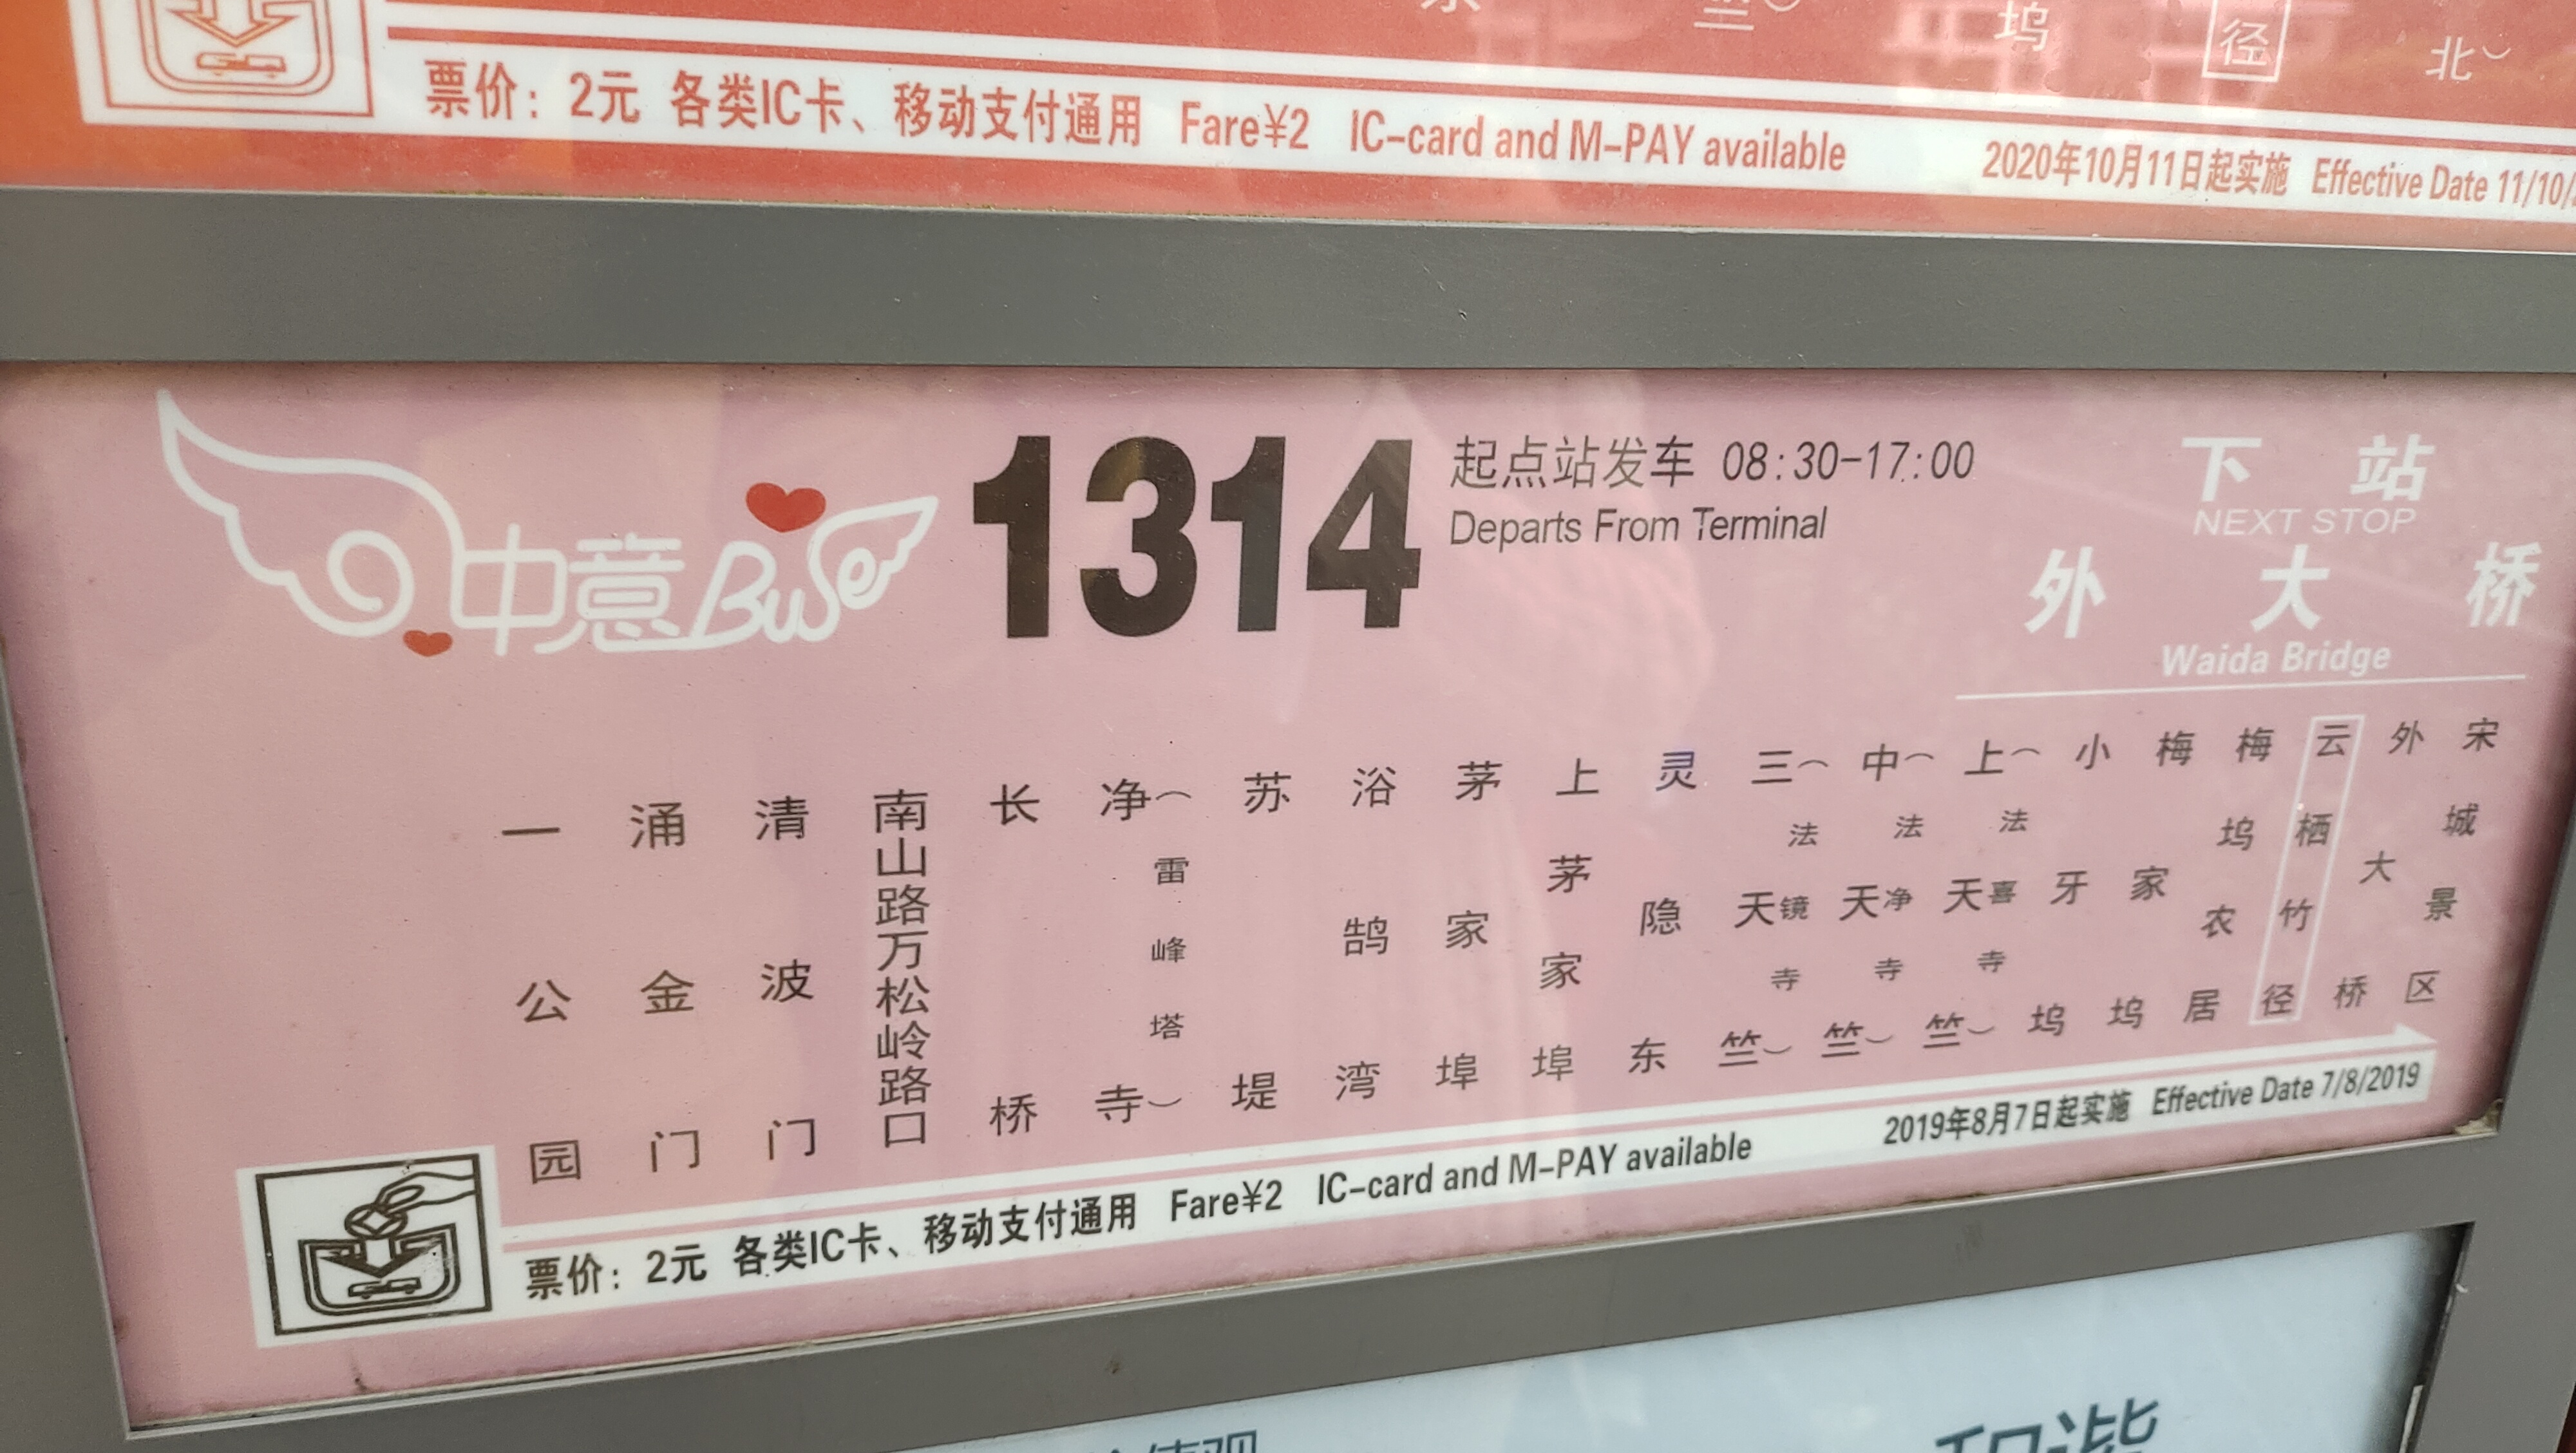 坞
径
北
票价：2元 各类IC卡、移动支付通用 Fare¥2 IC-card and M-PAY available
2020年10月11日起实施 Effective Date 11/10/
中意Buser
1314
起点站发车 08:30-17:00
Departs From Terminal
下站
NEXT STOP
外大桥
Waida Bridge
一公园
涌金门
清波门
南山路万松岭路口
长桥
净寺（雷峰塔）
苏堤
浴鹄湾
茅家埠
上茅家埠
灵隐东
三天竺（法镜寺）
中天竺（法净寺）
上天竺（法喜寺）
小牙坞
梅家坞
梅坞农居
云栖竹径
外大桥
宋城景区
票价：2元 各类IC卡、移动支付通用 Fare¥2 IC-card and M-PAY available
2019年8月7日起实施 Effective Date 7/8/2019
和谐